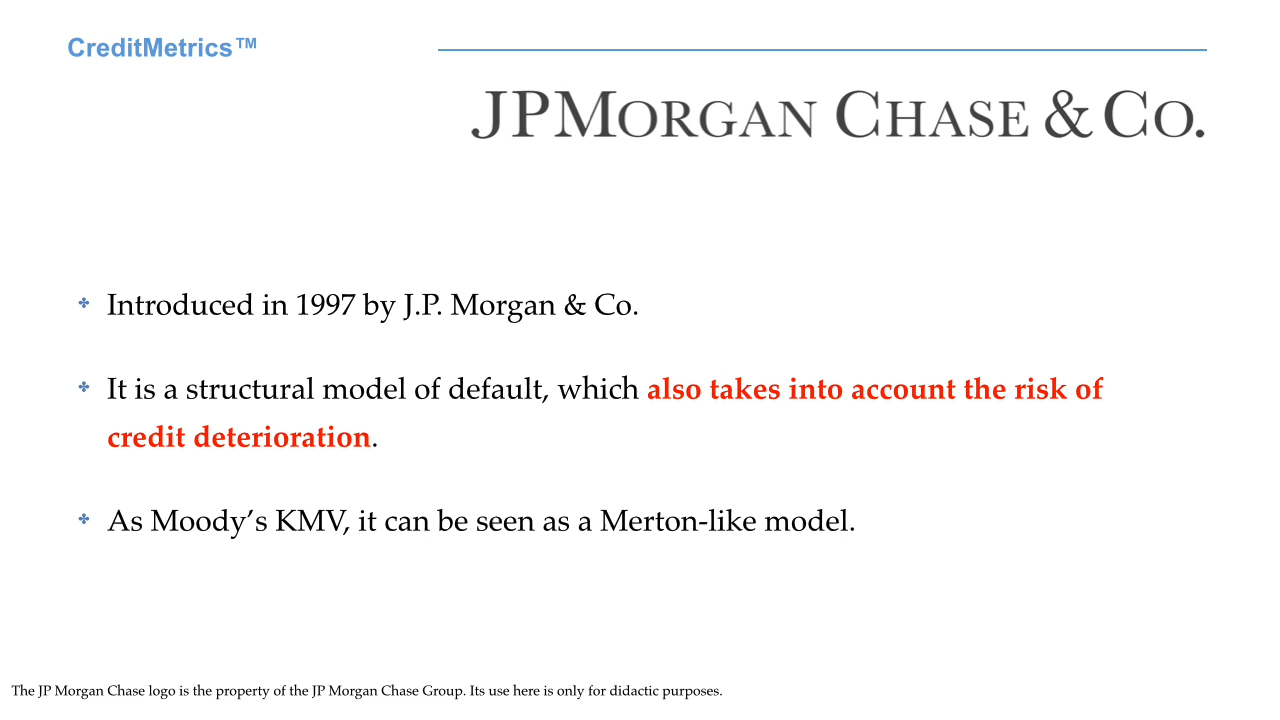 CreditMetrics™
JPMORGAN CHASE & CO.
Introduced in 1997 by J.P. Morgan & Co.
It is a structural model of default, which also takes into account the risk of
credit deterioration.
As Moody’s KMV, it can be seen as a Merton-like model.
The JP Morgan Chase logo is the property of the JP Morgan Chase Group. Its use here is only for didactic purposes.